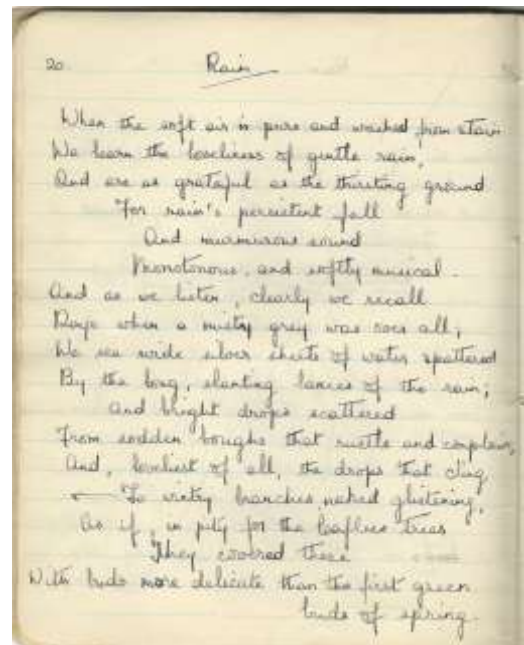 20
Rain
When the soft air is pure and washed from stain
We learn the loveliness of gentle rain,
And are as grateful as the thirsting ground
For rain's persistent fall
And murmurous sound
Monotonous, and softly musical.
And as we listen, clearly we recall
Days when a misty grey was over all;
We see wide silver sheets of water spattered
By the long, slanting lances of the rain;
And bright drops scattered
From sodden boughs that rustle and complain,
And, loveliest of all, the drops that cling
To wintry branches, naked glistening,
As if, in pity for the leafless trees
They covered these
With buds more delicate than the first green
buds of spring.